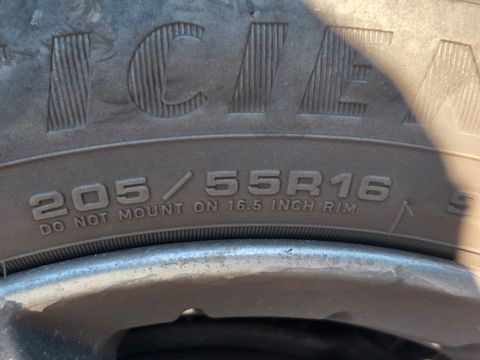 ICIEN
205/55R16
DO NOT MOUNT ON 16.5 INCH RIM.